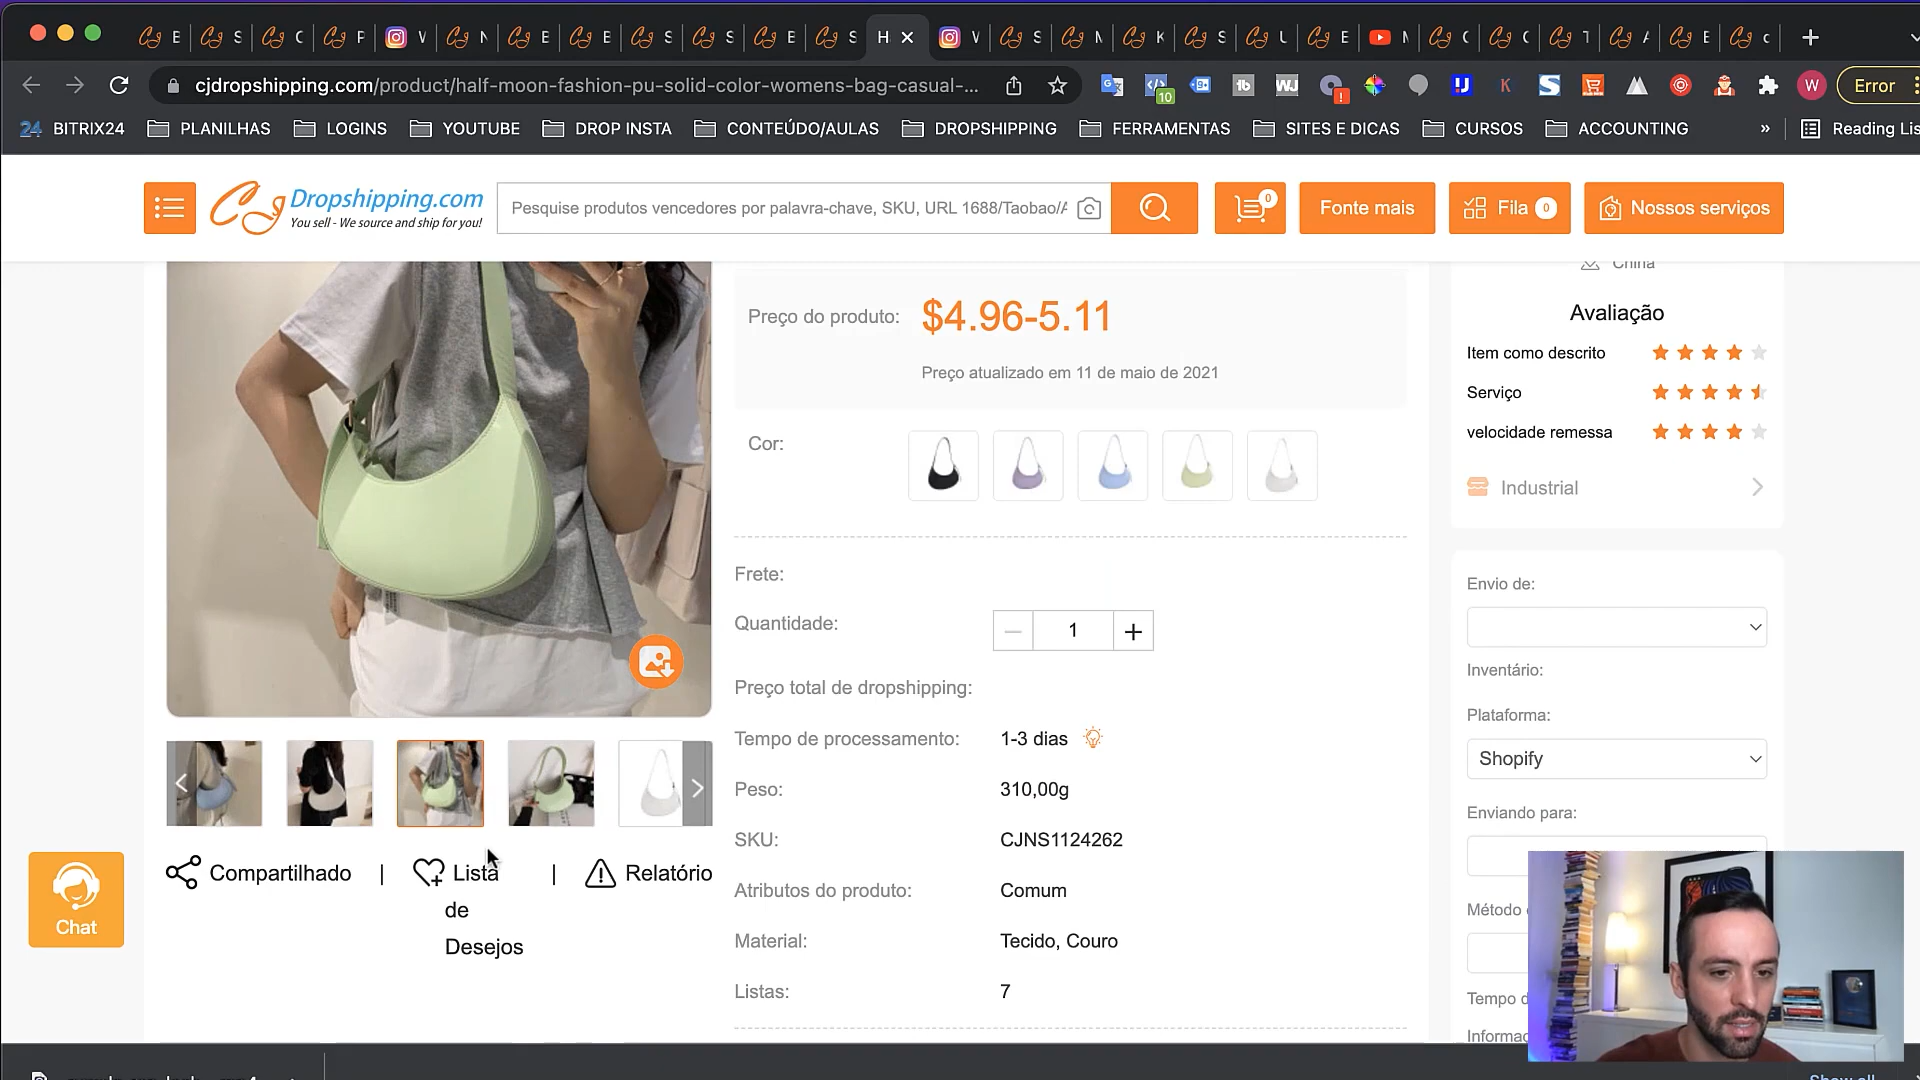 cjdropshipping.com/product/half-moon-fashion-pu-solid-color-womens-bag-casual-...
10
Error
BITRIX24
PLANILHAS
LOGINS
YOUTUBE
DROP INSTA
CONTEÚDO/AULAS
DROPSHIPPING
FERRAMENTAS
SITES E DICAS
CURSOS
ACCOUNTING
»
Reading Lis
Dropshipping.com
You sell - We source and ship for you!
Pesquise produtos vencedores por palavra-chave, SKU, URL 1688/Taobao/A
0
Fonte mais
Fila 0
Nossos serviços
China
Preço do produto: $4.96-5.11
Preço atualizado em 11 de maio de 2021
Cor:
Frete:
Quantidade: 1
Preço total de dropshipping:
Tempo de processamento: 1-3 dias
Peso: 310,00g
SKU: CJNS1124262
Atributos do produto: Comum
Material: Tecido, Couro
Listas: 7
Avaliação
Item como descrito
Serviço
velocidade remessa
Industrial
Envio de:
Inventário:
Plataforma:
Shopify
Enviando para:
Compartilhado | Lista de Desejos | Relatório
Chat